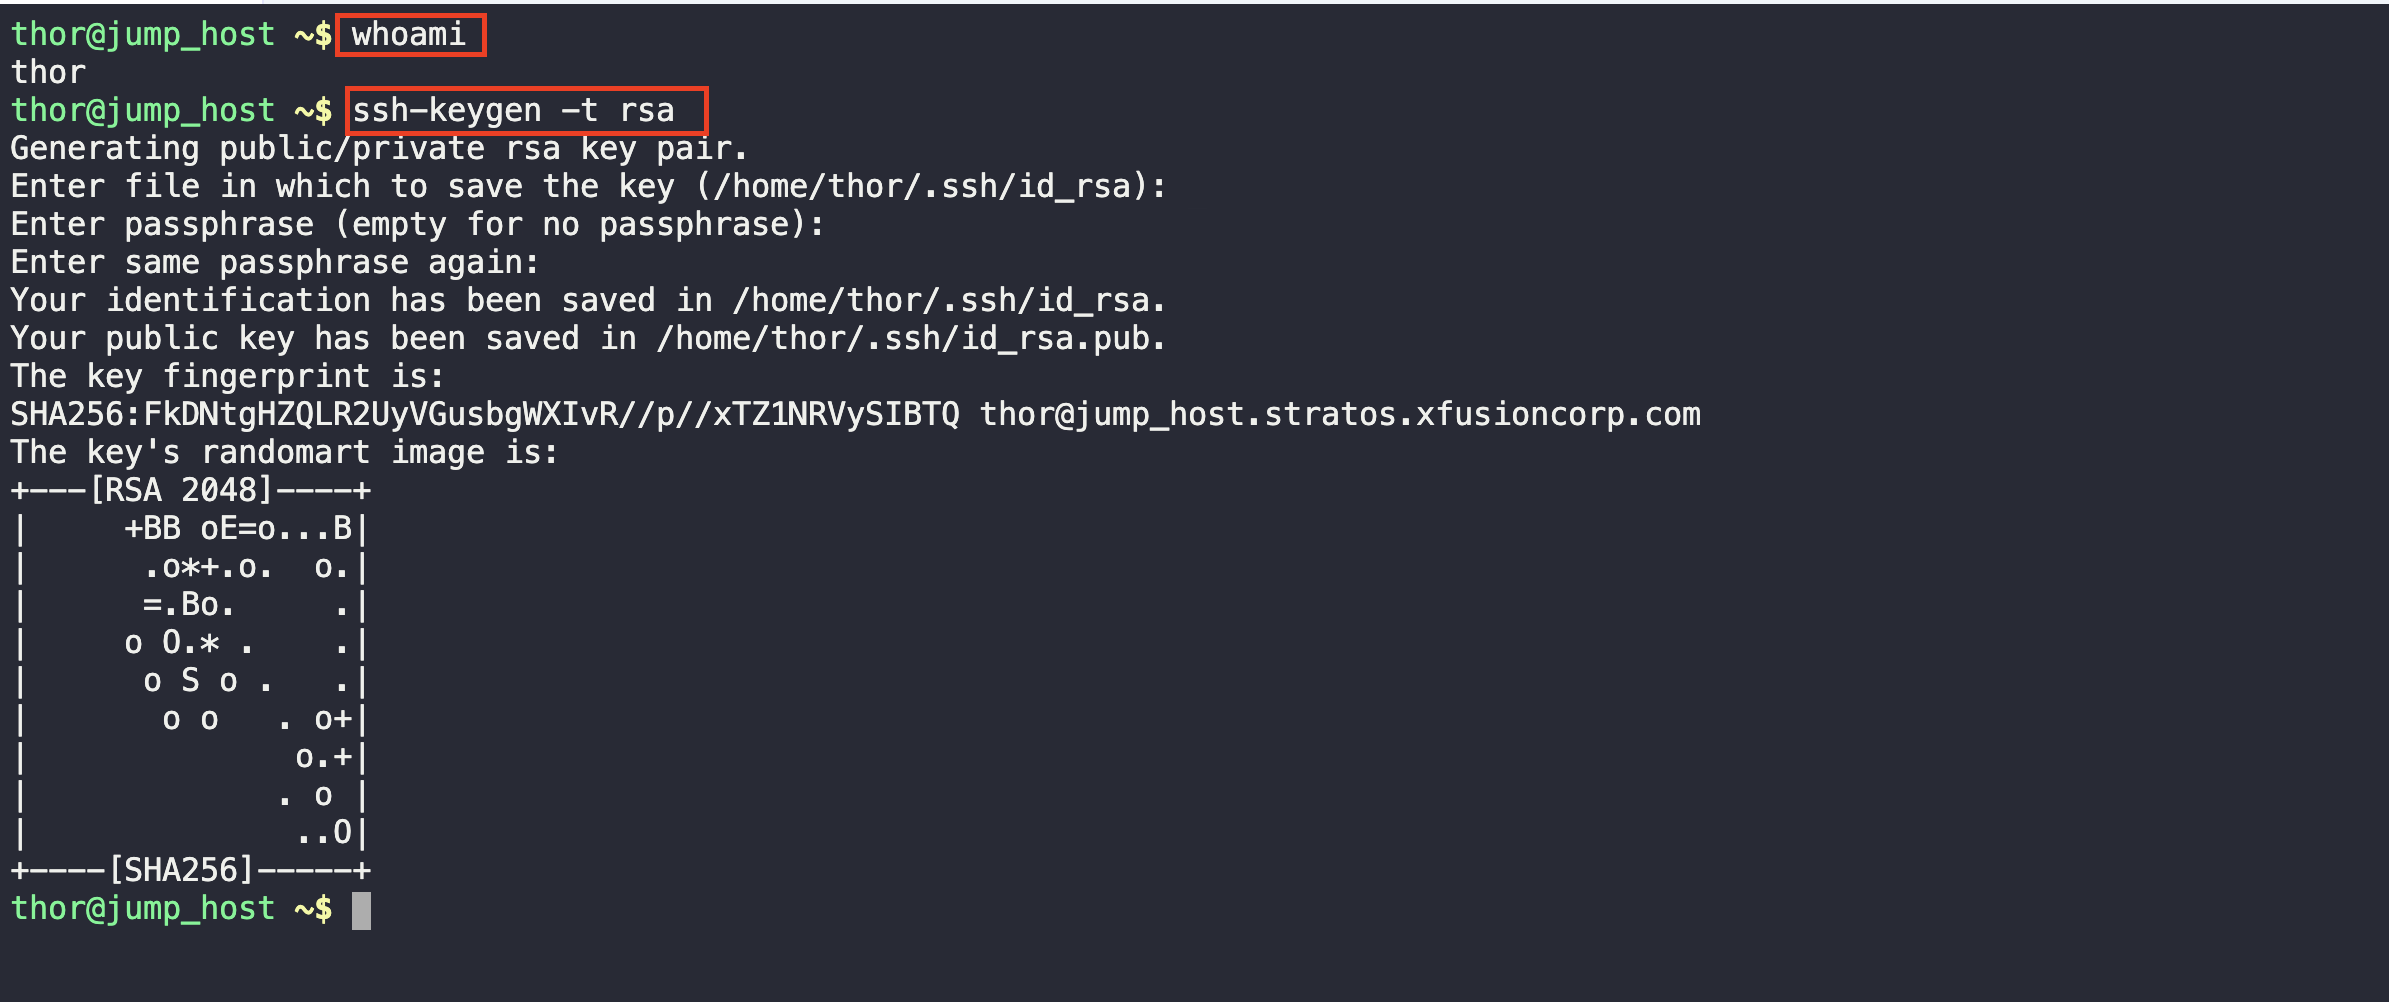 thor@jump_host ~$ whoami
thor
thor@jump_host ~$ ssh-keygen -t rsa
Generating public/private rsa key pair.
Enter file in which to save the key (/home/thor/.ssh/id_rsa):
Enter passphrase (empty for no passphrase):
Enter same passphrase again:
Your identification has been saved in /home/thor/.ssh/id_rsa.
Your public key has been saved in /home/thor/.ssh/id_rsa.pub.
The key fingerprint is:
SHA256:FkDNtgHZQLR2UyVGusbgWXIvR//p//xTZ1NRVySIBTQ thor@jump_host.stratos.xfusioncorp.com
The key's randomart image is:
+---[RSA 2048]----+
|     +BB oE=o...B|
|      .o*+.o.  o.|
|      =.Bo.     .|
|     o O.* .    .|
|      o S o .   .|
|       o o   . o+|
|              o.+|
|             . o |
|              ..O|
+----[SHA256]-----+
thor@jump_host ~$